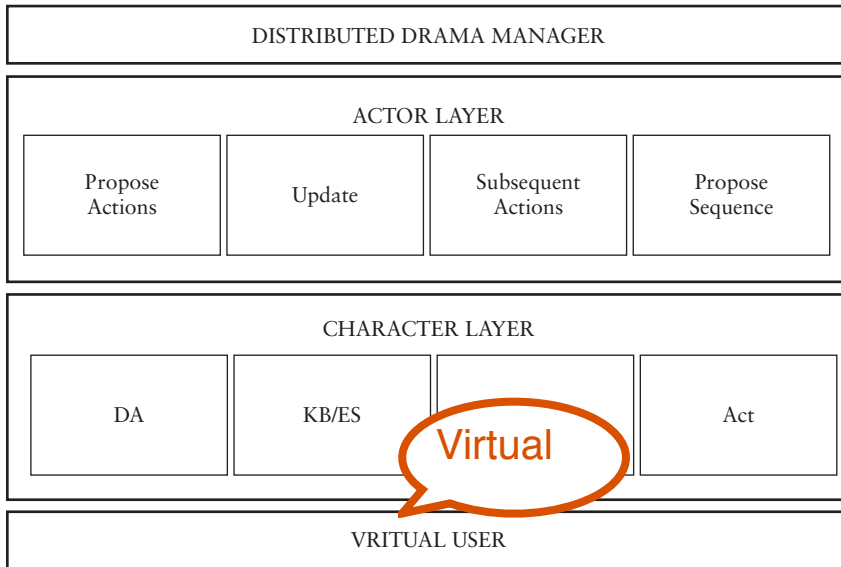 DISTRIBUTED DRAMA MANAGER
ACTOR LAYER
Propose
Actions
Update
Subsequent
Actions
Propose
Sequence
CHARACTER LAYER
DA
KB/ES
Act
Virtual
VRITUAL USER